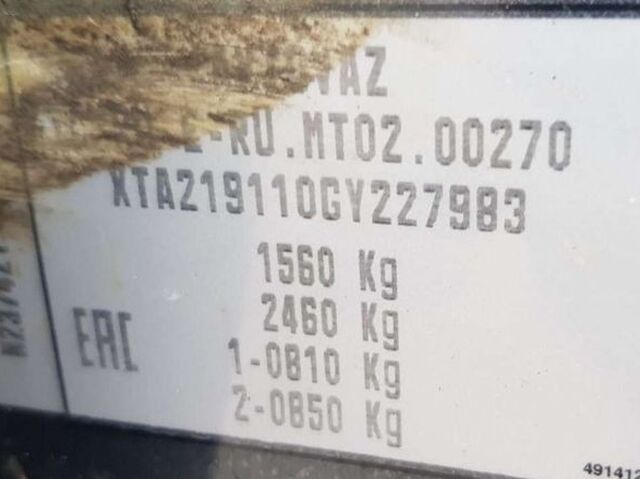 VAZ
-RU.MT02.00270
XTA219110GY227983
1560 Kg
2460 Kg
EAC
1-0810 Kg
2-0850 Kg
491412